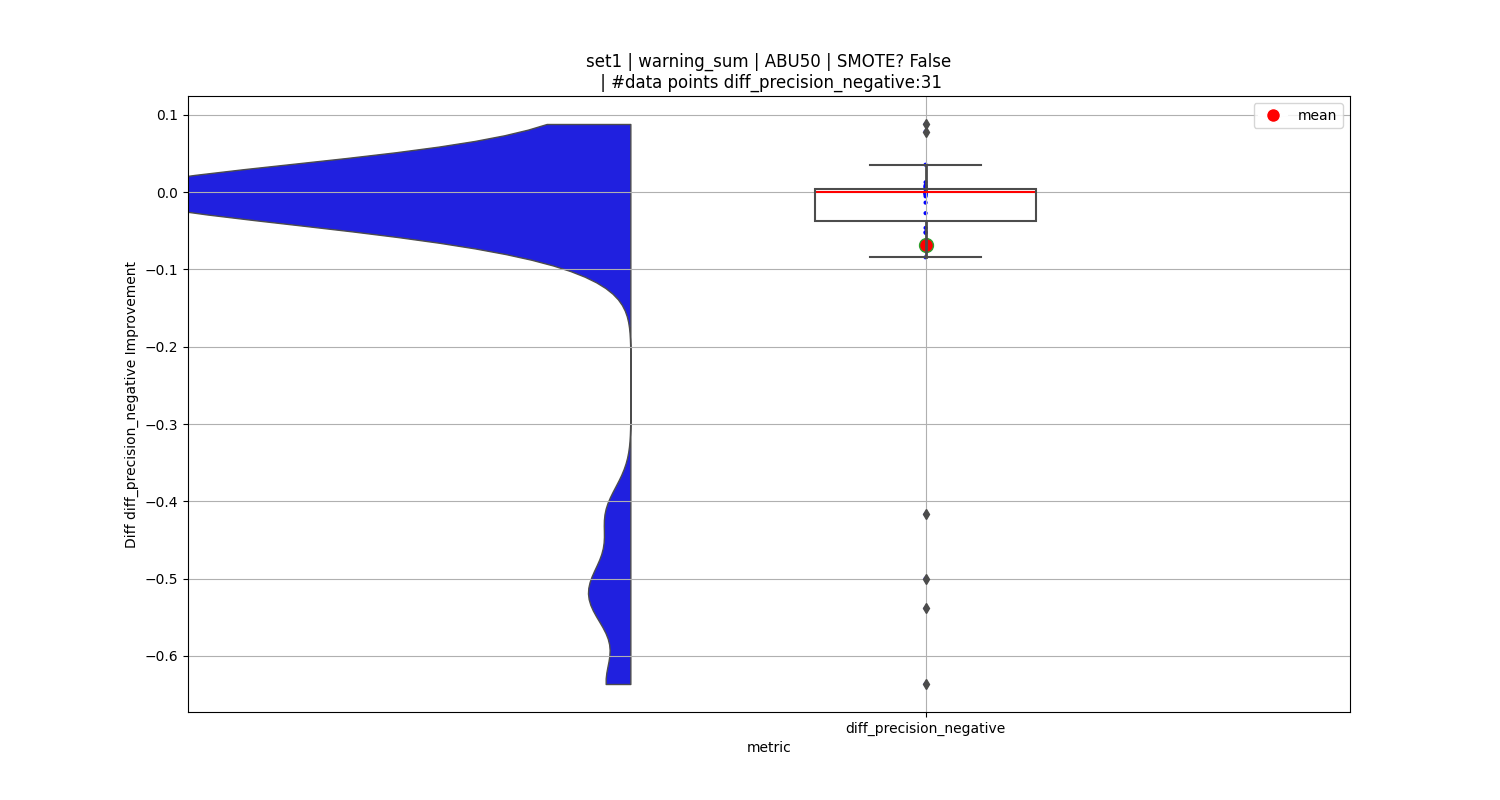 set1 | warning_sum | ABU50 | SMOTE? False
| #data points diff_precision_negative:31
mean
0.1
0.0
−0.1
−0.2
−0.3
−0.4
−0.5
−0.6
Diff diff_precision_negative Improvement
diff_precision_negative
metric